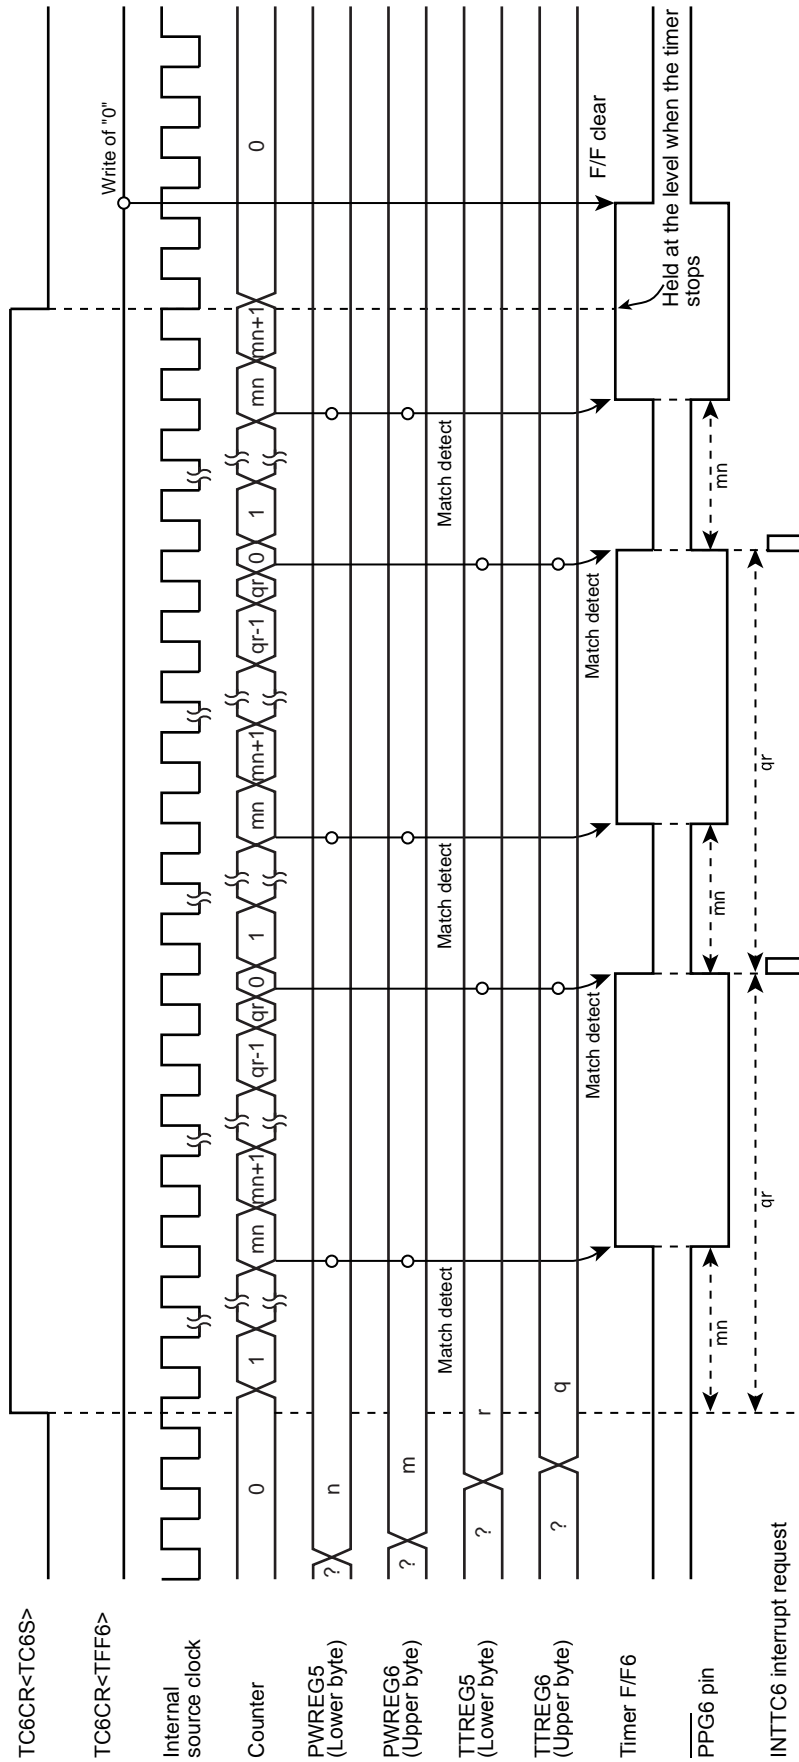 TC6CR<TC6S>
TC6CR<TFF6>
Write of "0"
Internal
source clock
Counter
0
1
mn
mn+1
qr-1
qr
0
1
mn
mn+1
qr-1
qr
0
1
mn
mn+1
0
PWREG5
(Lower byte)
?
n
PWREG6
(Upper byte)
?
m
Match detect
Match detect
Match detect
TTREG5
(Lower byte)
?
r
TTREG6
(Upper byte)
?
q
Match detect
Match detect
F/F clear
Timer F/F6
Held at the level when the timer
stops
PPG6 pin
mn
mn
mn
qr
qr
INTTC6 interrupt request